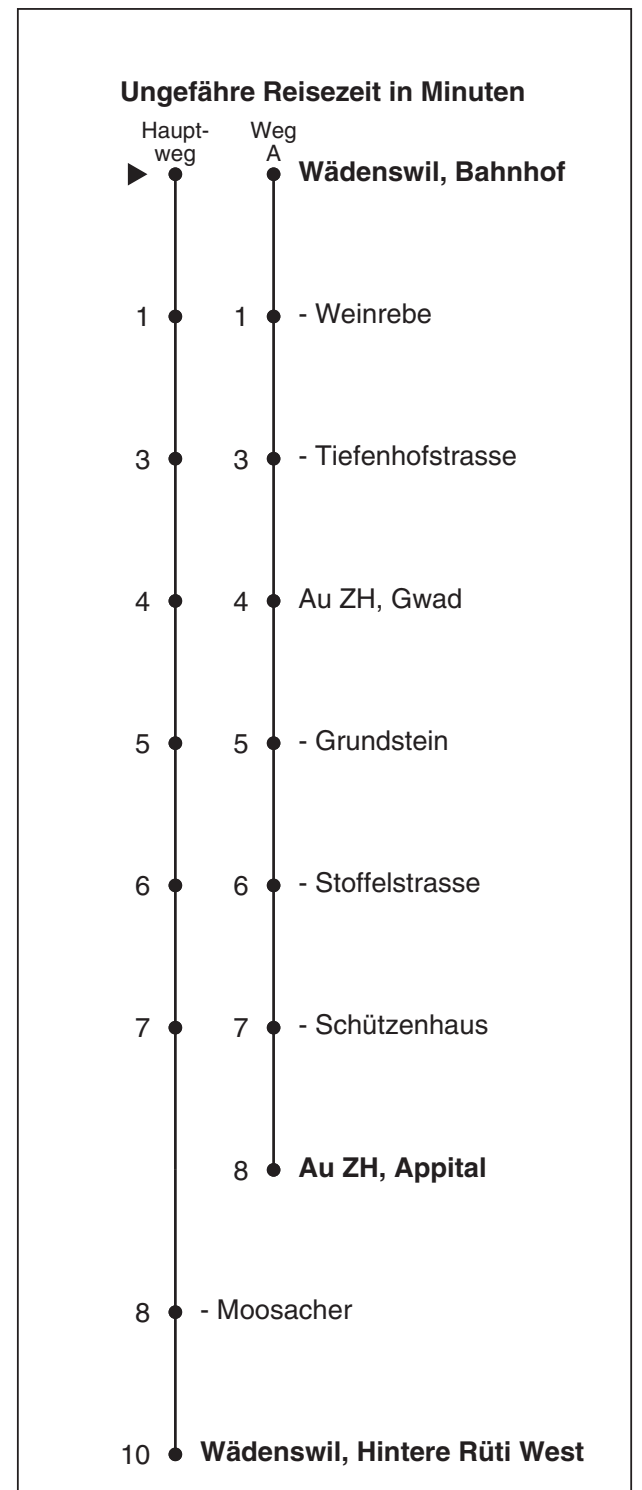 Ungefähre Reisezeit in Minuten
Haupt-
weg
Weg
A
Wädenswil, Bahnhof
1 1 - Weinrebe
3 3 - Tiefenhofstrasse
4 4 Au ZH, Gwad
5 5 - Grundstein
6 6 - Stoffelstrasse
7 7 - Schützenhaus
8 Au ZH, Appital
8 - Moosacher
10 Wädenswil, Hintere Rüti West